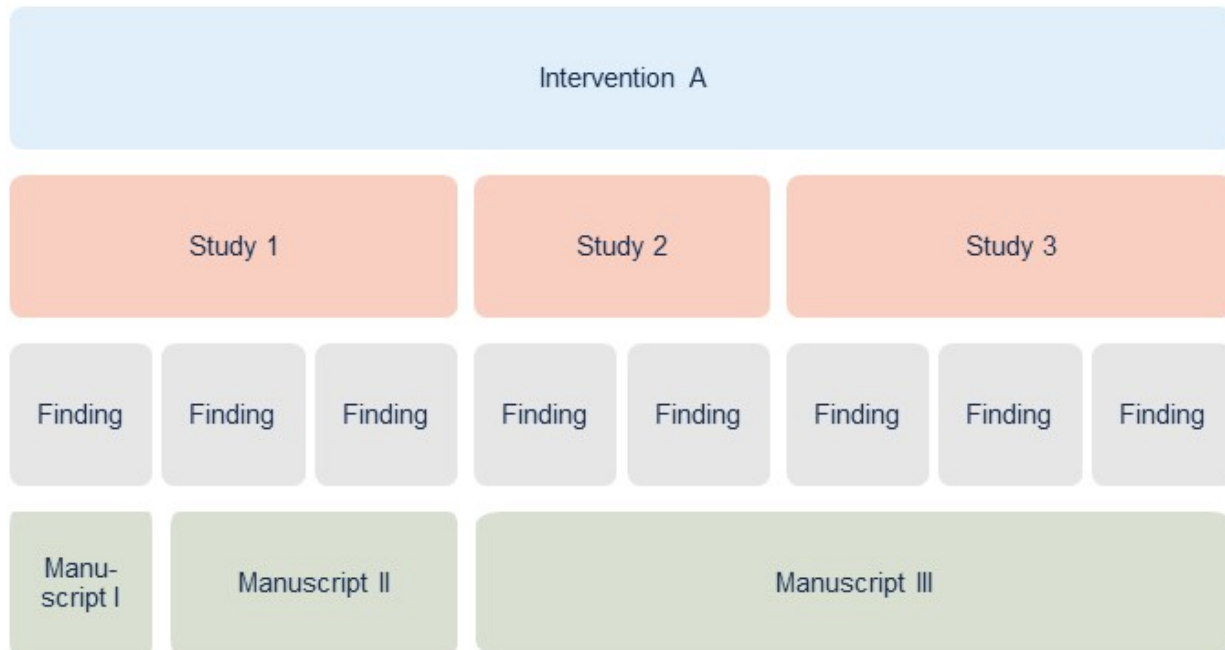 Intervention A
Study 1
Study 2
Study 3
Finding
Finding
Finding
Finding
Finding
Finding
Finding
Finding
Manu-
script I
Manuscript II
Manuscript III